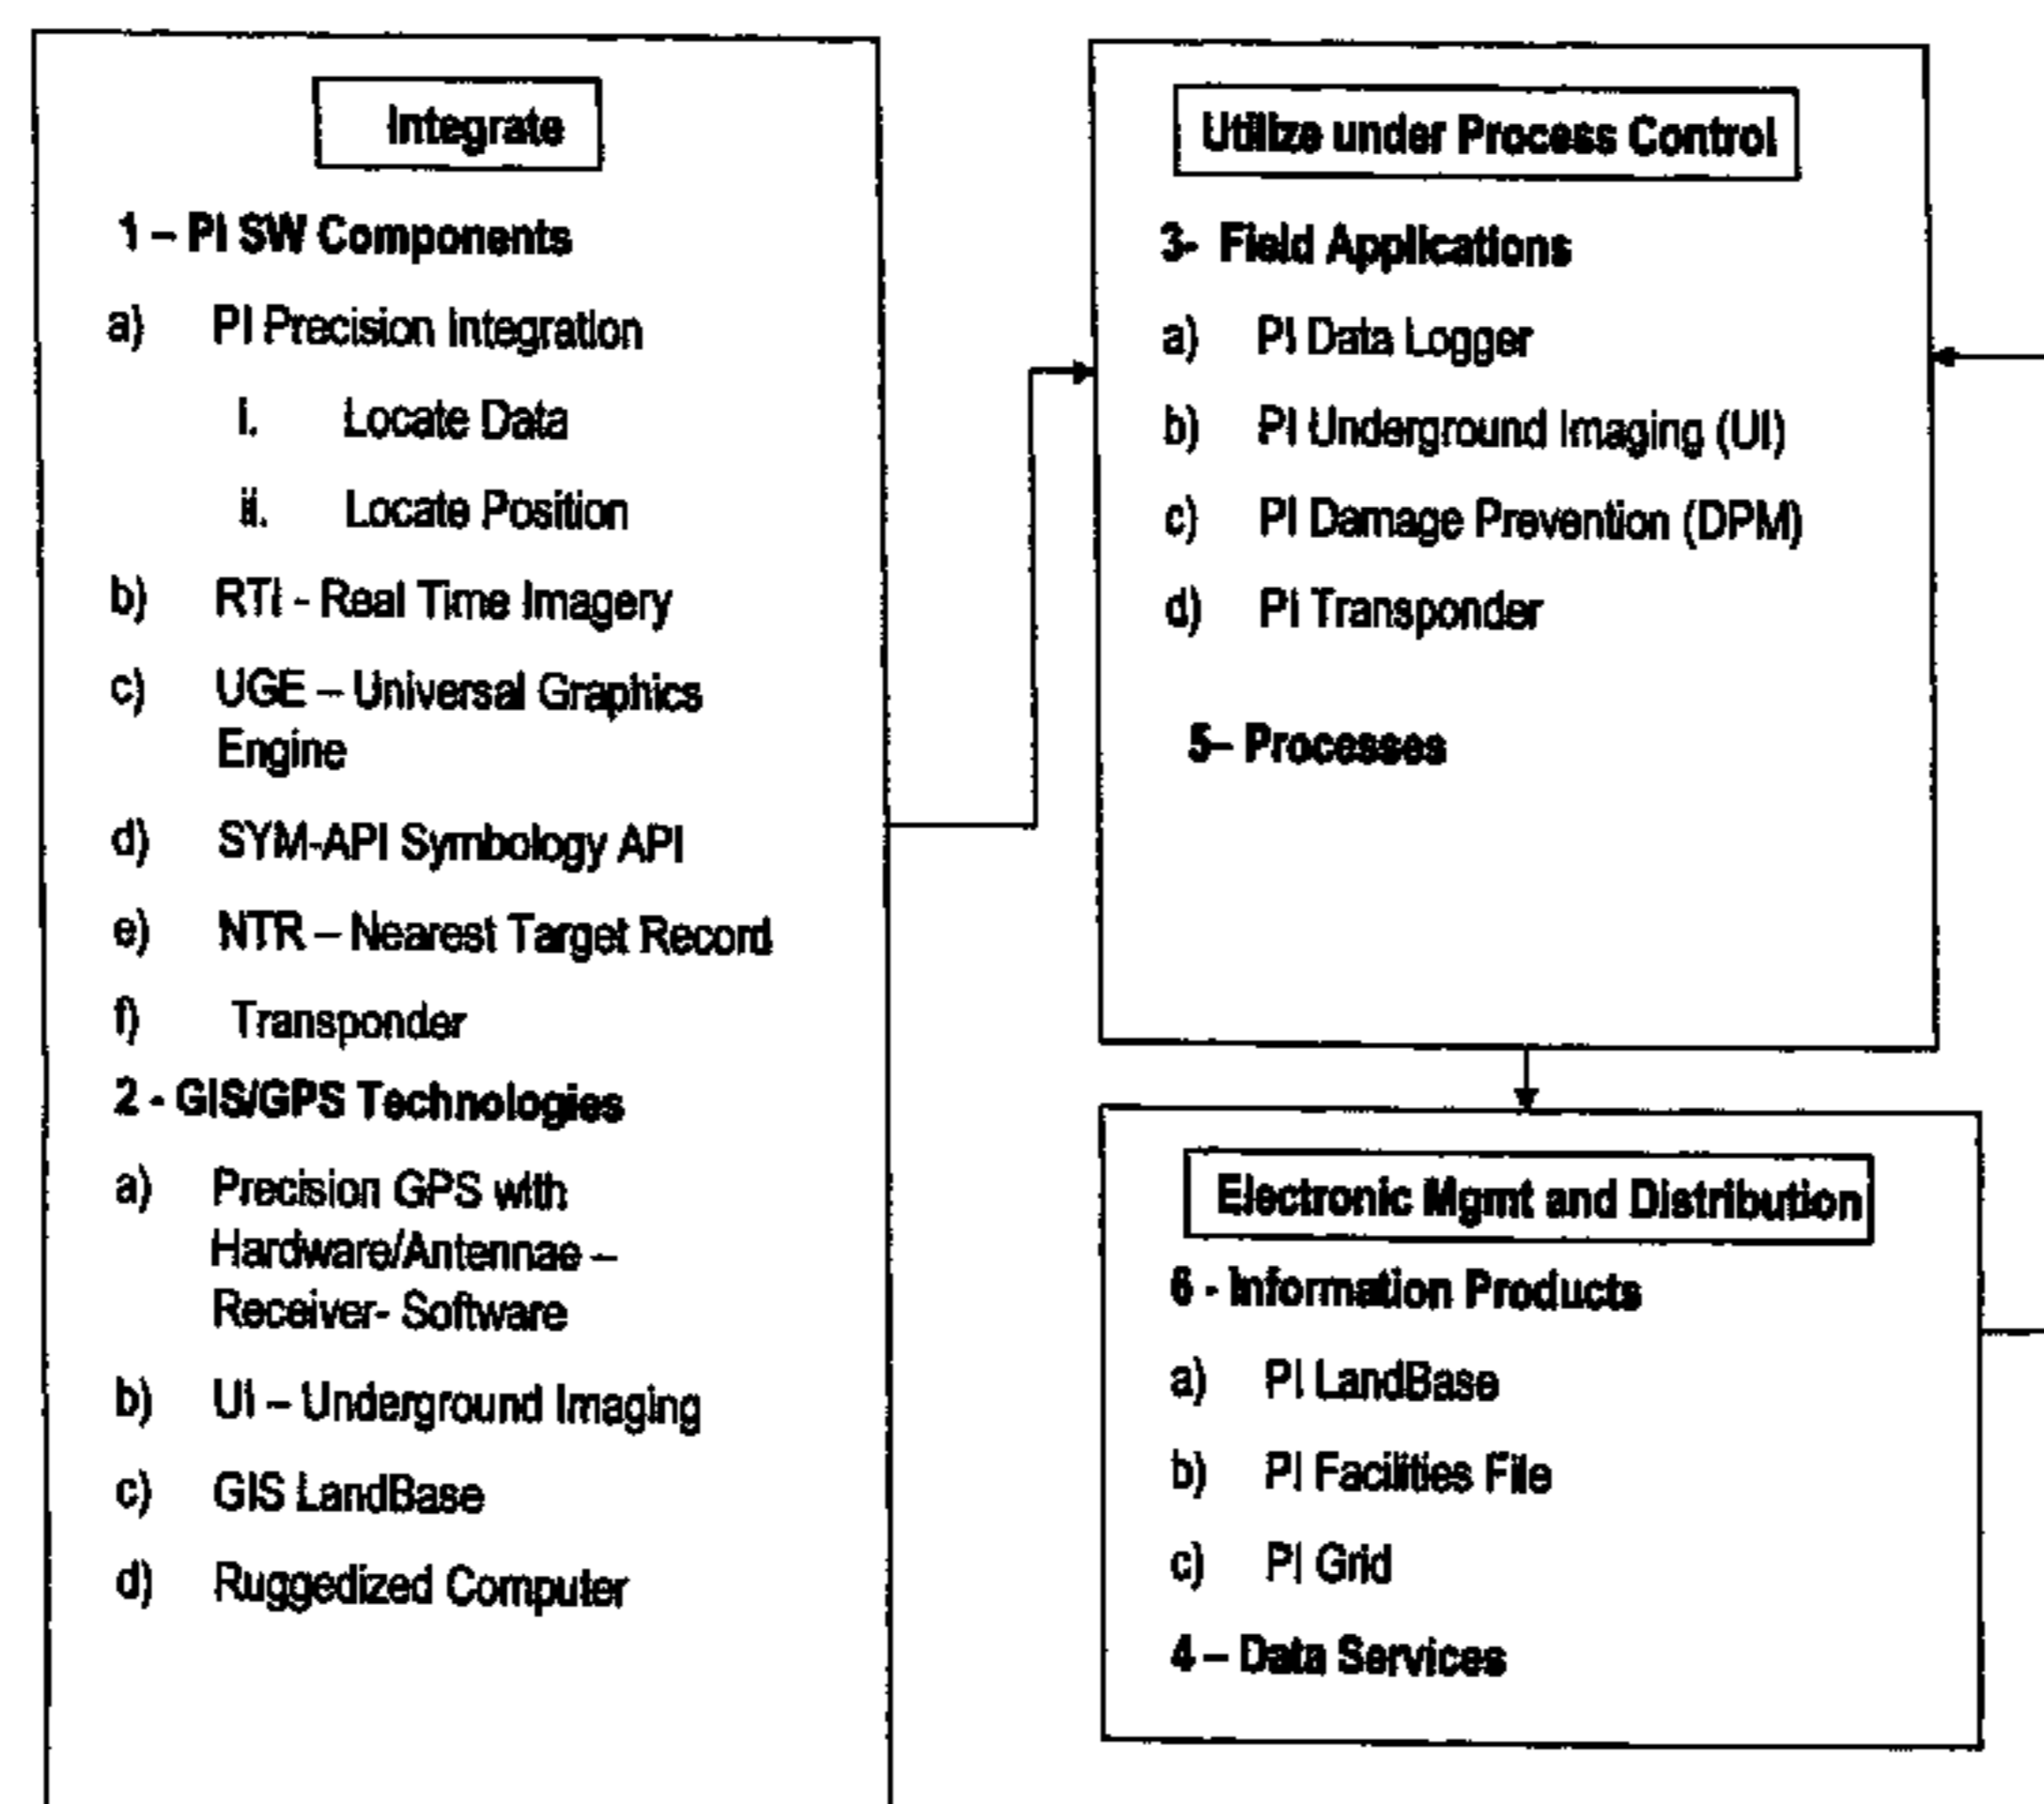 Integrate
1 – PI SW Components
a) PI Precision Integration
i. Locate Data
ii. Locate Position
b) RTI - Real Time Imagery
c) UGE – Universal Graphics
Engine
d) SYM-API Symbology API
e) NTR – Nearest Target Record
f) Transponder
2 - GIS/GPS Technologies
a) Precision GPS with
Hardware/Antennae –
Receiver- Software
b) UI – Underground Imaging
c) GIS LandBase
d) Ruggedized Computer
Utilize under Process Control
3- Field Applications
a) PI Data Logger
b) PI Underground Imaging (UI)
c) PI Damage Prevention (DPM)
d) PI Transponder
5– Processes
Electronic Mgmt and Distribution
6 - Information Products
a) PI LandBase
b) PI Facilities File
c) PI Grid
4 – Data Services